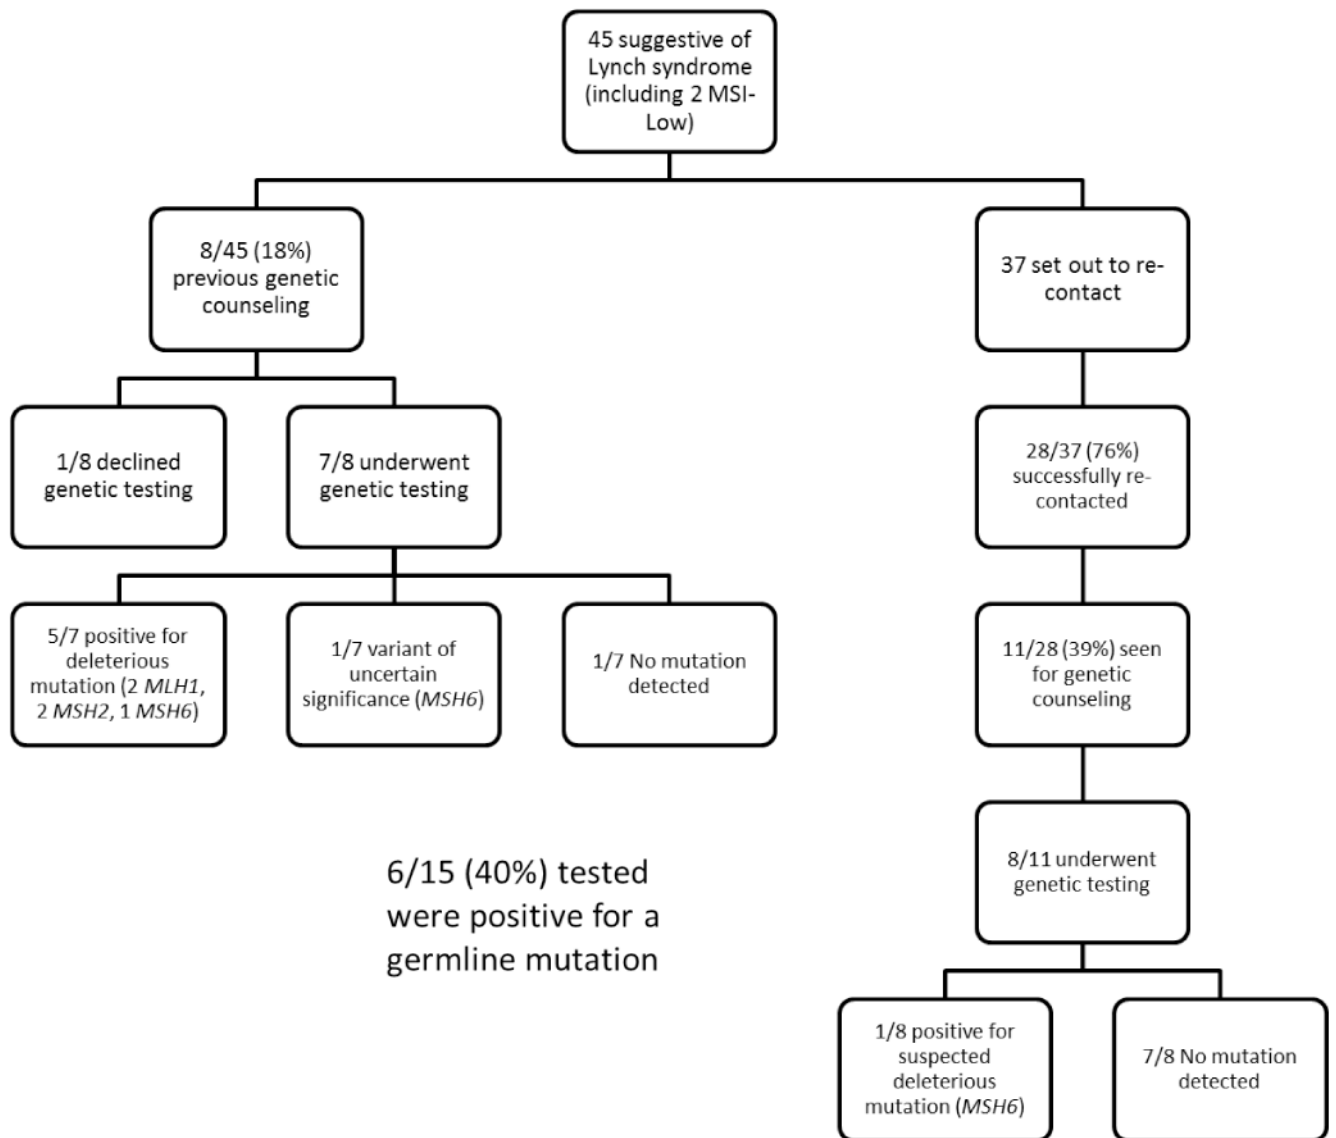 45 suggestive of
Lynch syndrome
(including 2 MSI-
Low)
8/45 (18%)
previous genetic
counseling
37 set out to re-
contact
1/8 declined
genetic testing
7/8 underwent
genetic testing
28/37 (76%)
successfully re-
contacted
5/7 positive for
deleterious
mutation (2 MLH1,
2 MSH2, 1 MSH6)
1/7 variant of
uncertain
significance (MSH6)
1/7 No mutation
detected
11/28 (39%) seen
for genetic
counseling
6/15 (40%) tested
were positive for a
germline mutation
8/11 underwent
genetic testing
1/8 positive for
suspected
deleterious
mutation (MSH6)
7/8 No mutation
detected